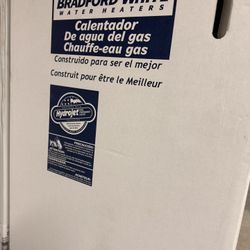 BRADFORD WHITE
WATER HEATERS
Calentador
De agua del gas
Chauffe-eau gas
Construido para ser el mejor
Construit pour être le Meilleur
Hydrojet